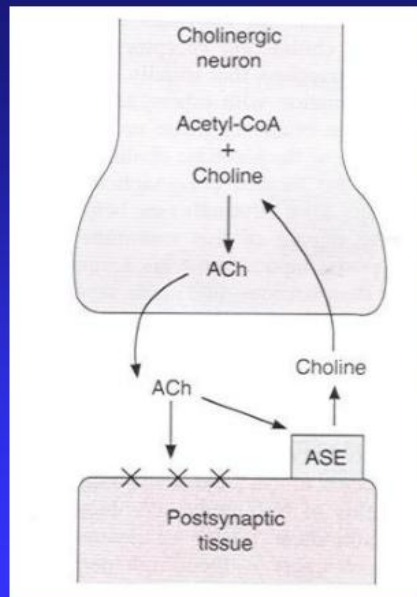 Cholinergic
neuron
Acetyl-CoA
+
Choline
ACh
Choline
ACh
ASE
Postsynaptic
tissue